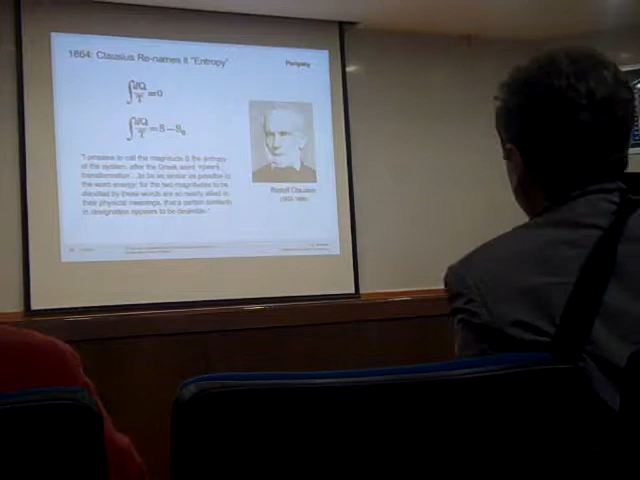 1864: Clausius Re-names it "Entropy"
∫dQ/T = 0
∫dQ/T = S – S₀
"I propose to call the magnitude S the entropy
of the system, after the Greek word
transformation to be as similar as possible to
the word energy: for the two magnitudes to be
denoted by these words are so nearly allied in
their physical meanings, that a certain similarity
in designation appears to be desirable."
Rudolf Clausius